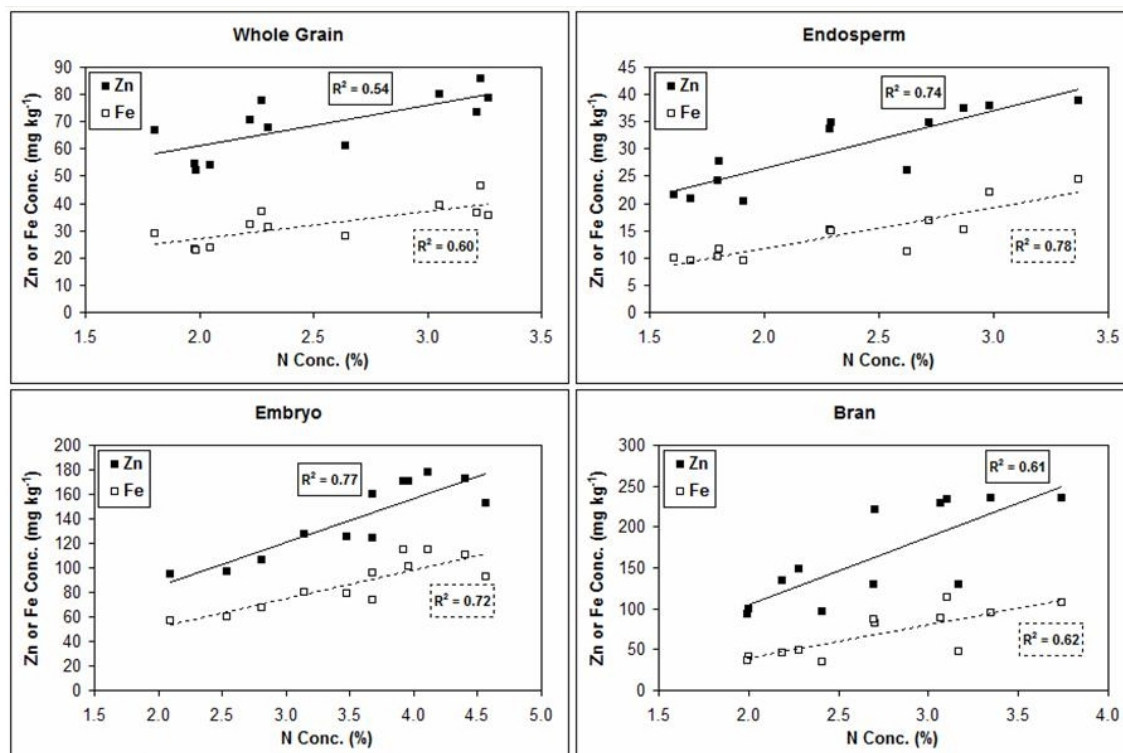 Whole Grain
Zn or Fe Conc. (mg kg⁻¹)
90
80
70
60
50
40
30
20
10
0
Zn
Fe
R² = 0.54
R² = 0.60
1.5 2.0 2.5 3.0 3.5
N Conc. (%)
Endosperm
Zn or Fe Conc. (mg kg⁻¹)
45
40
35
30
25
20
15
10
5
0
Zn
Fe
R² = 0.74
R² = 0.78
1.5 2.0 2.5 3.0 3.5
N Conc. (%)
Embryo
Zn or Fe Conc. (mg kg⁻¹)
200
180
160
140
120
100
80
60
40
20
0
Zn
Fe
R² = 0.77
R² = 0.72
1.5 2.0 2.5 3.0 3.5 4.0 4.5 5.0
N Conc. (%)
Bran
Zn or Fe Conc. (mg kg⁻¹)
300
250
200
150
100
50
0
Zn
Fe
R² = 0.61
R² = 0.62
1.5 2.0 2.5 3.0 3.5 4.0
N Conc. (%)